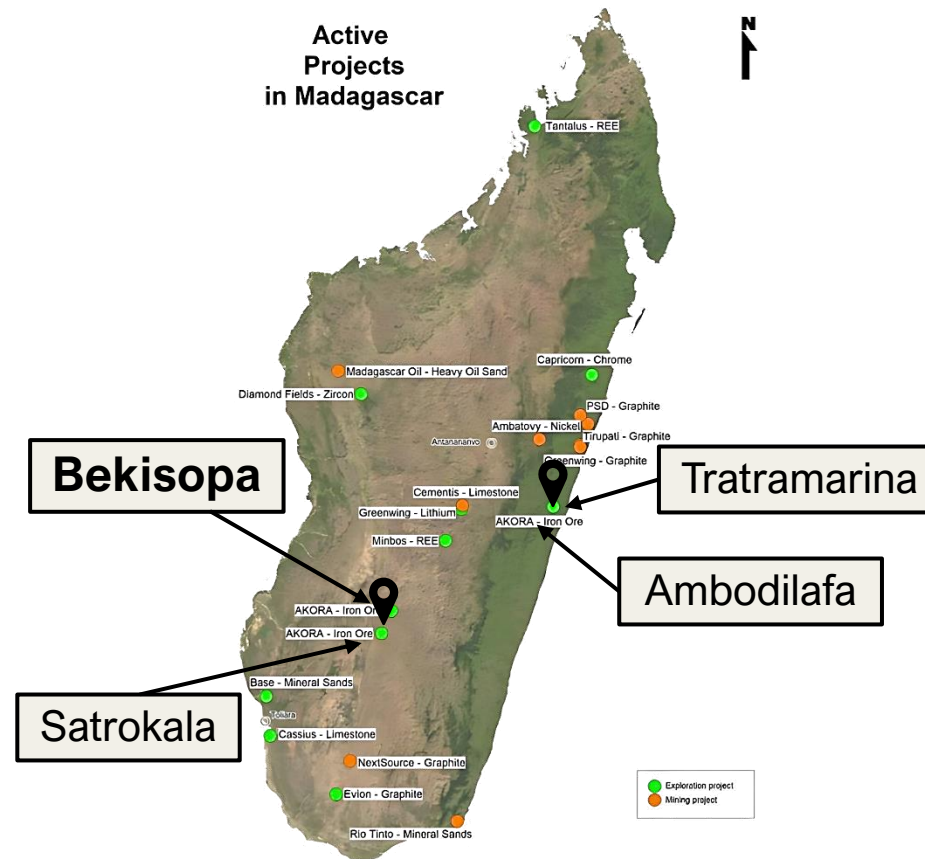 Active
Projects
in Madagascar
N
Tantalus - REE
Capricorn - Chrome
Madagascar Oil - Heavy Oil Sand
Diamond Fields - Zircon
PSD - Graphite
Ambatovy - Nickel
Tirupati - Graphite
Antananarivo
Greenwing - Graphite
Bekisopa
Tratramarina
Cementis - Limestone
Greenwing - Lithium
AKORA - Iron Ore
Minbos - REE
Ambodilafa
AKORA - Iron Ore
AKORA - Iron Ore
Base - Mineral Sands
Satrokala
Toliara
Cassius - Limestone
NextSource - Graphite
Evion - Graphite
Rio Tinto - Mineral Sands
Exploration project
Mining project